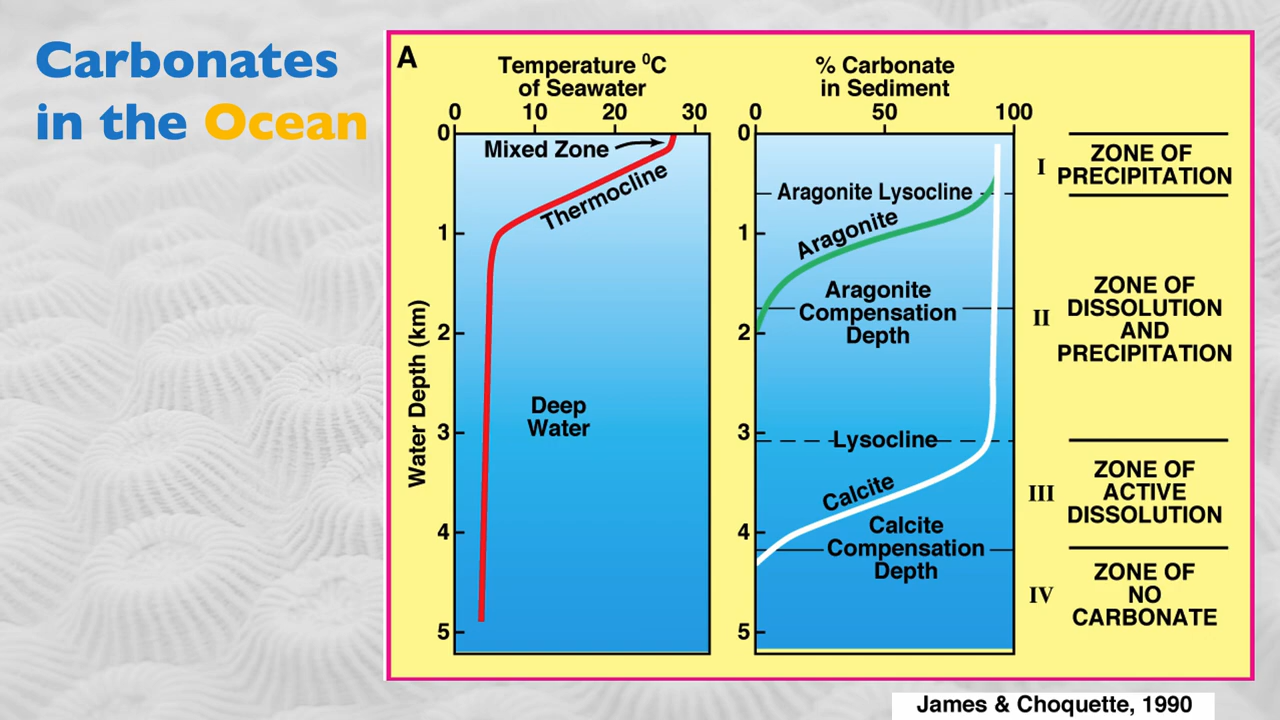 Carbonates
in the Ocean
A
Temperature ⁰C
of Seawater
0 10 20 30
% Carbonate
in Sediment
0 50 100
Water Depth (km)
0
1
2
3
4
5
Mixed Zone
Thermocline
Deep
Water
0
1
2
3
4
5
Aragonite Lysocline
Aragonite
Aragonite
Compensation
Depth
Lysocline
Calcite
Calcite
Compensation
Depth
I
ZONE OF
PRECIPITATION
II
ZONE OF
DISSOLUTION
AND
PRECIPITATION
III
ZONE OF
ACTIVE
DISSOLUTION
IV
ZONE OF
NO
CARBONATE
James & Choquette, 1990